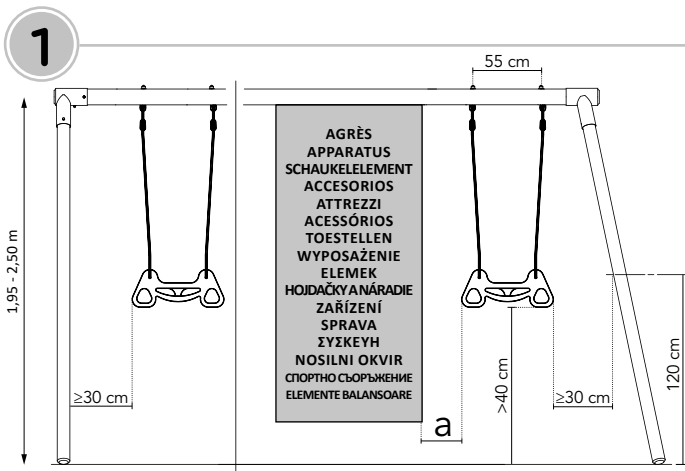 1
55 cm
1,95 - 2,50 m
AGRÈS
APPARATUS
SCHAUKELELEMENT
ACCESORIOS
ATTREZZI
ACESSÓRIOS
TOESTELLEN
WYPOSAŻENIE
ELEMEK
HOJDAČKY A NÁRADIE
ZAŘÍZENÍ
SPRAVA
ΣΥΣΚΕΥΗ
NOSILNI OKVIR
СПОРТНО СЪОРЪЖЕНИЕ
ELEMENTE BALANSOARE
≥30 cm
a
>40 cm
≥30 cm
120 cm